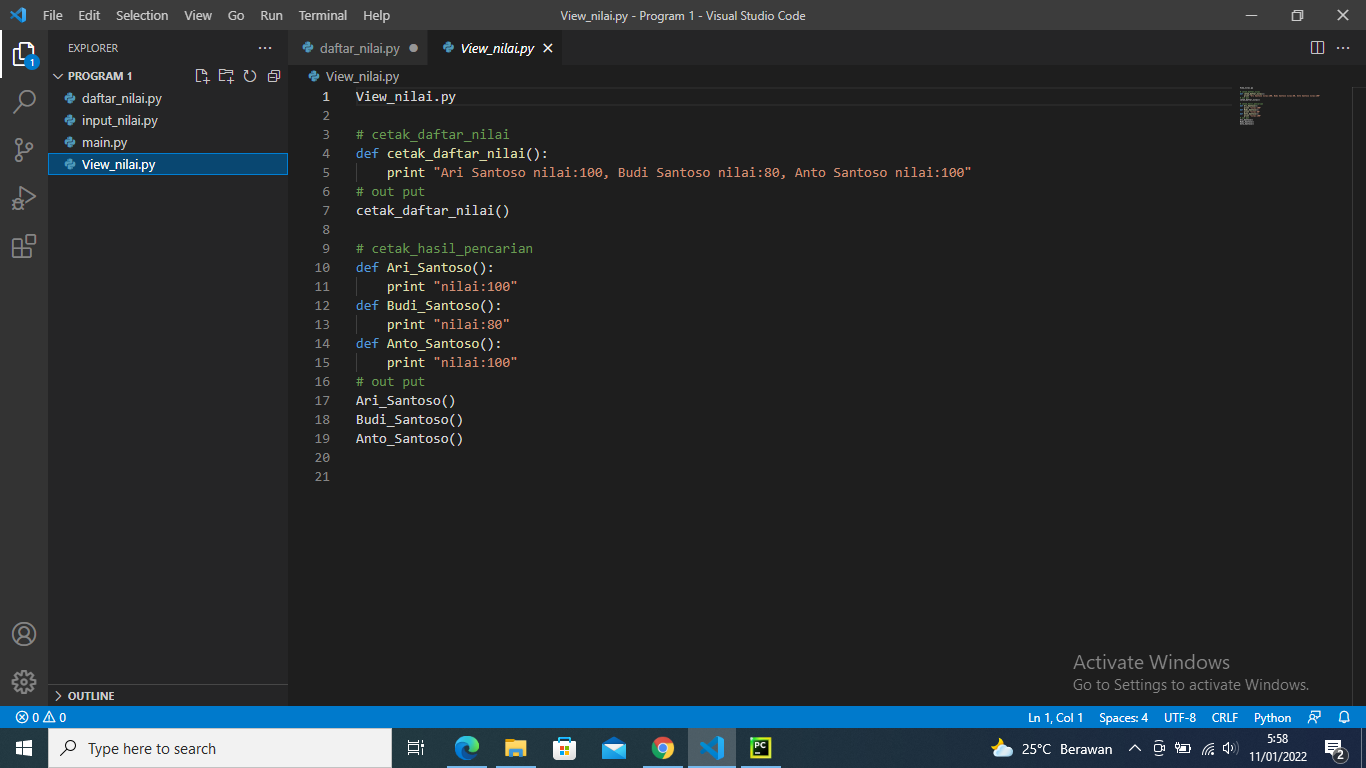 File Edit Selection View Go Run Terminal Help View_nilai.py - Program 1 - Visual Studio Code
EXPLORER
PROGRAM 1
daftar_nilai.py
input_nilai.py
main.py
View_nilai.py
OUTLINE
daftar_nilai.py View_nilai.py
View_nilai.py
1 View_nilai.py
2
3 # cetak_daftar_nilai
4 def cetak_daftar_nilai():
5 print "Ari Santoso nilai:100, Budi Santoso nilai:80, Anto Santoso nilai:100"
6 # out put
7 cetak_daftar_nilai()
8
9 # cetak_hasil_pencarian
10 def Ari_Santoso():
11 print "nilai:100"
12 def Budi_Santoso():
13 print "nilai:80"
14 def Anto_Santoso():
15 print "nilai:100"
16 # out put
17 Ari_Santoso()
18 Budi_Santoso()
19 Anto_Santoso()
20
21
1
Activate Windows
Go to Settings to activate Windows.
0 0 Ln 1, Col 1 Spaces: 4 UTF-8 CRLF Python
Type here to search
PC
25°C Berawan
5:58
11/01/2022
2